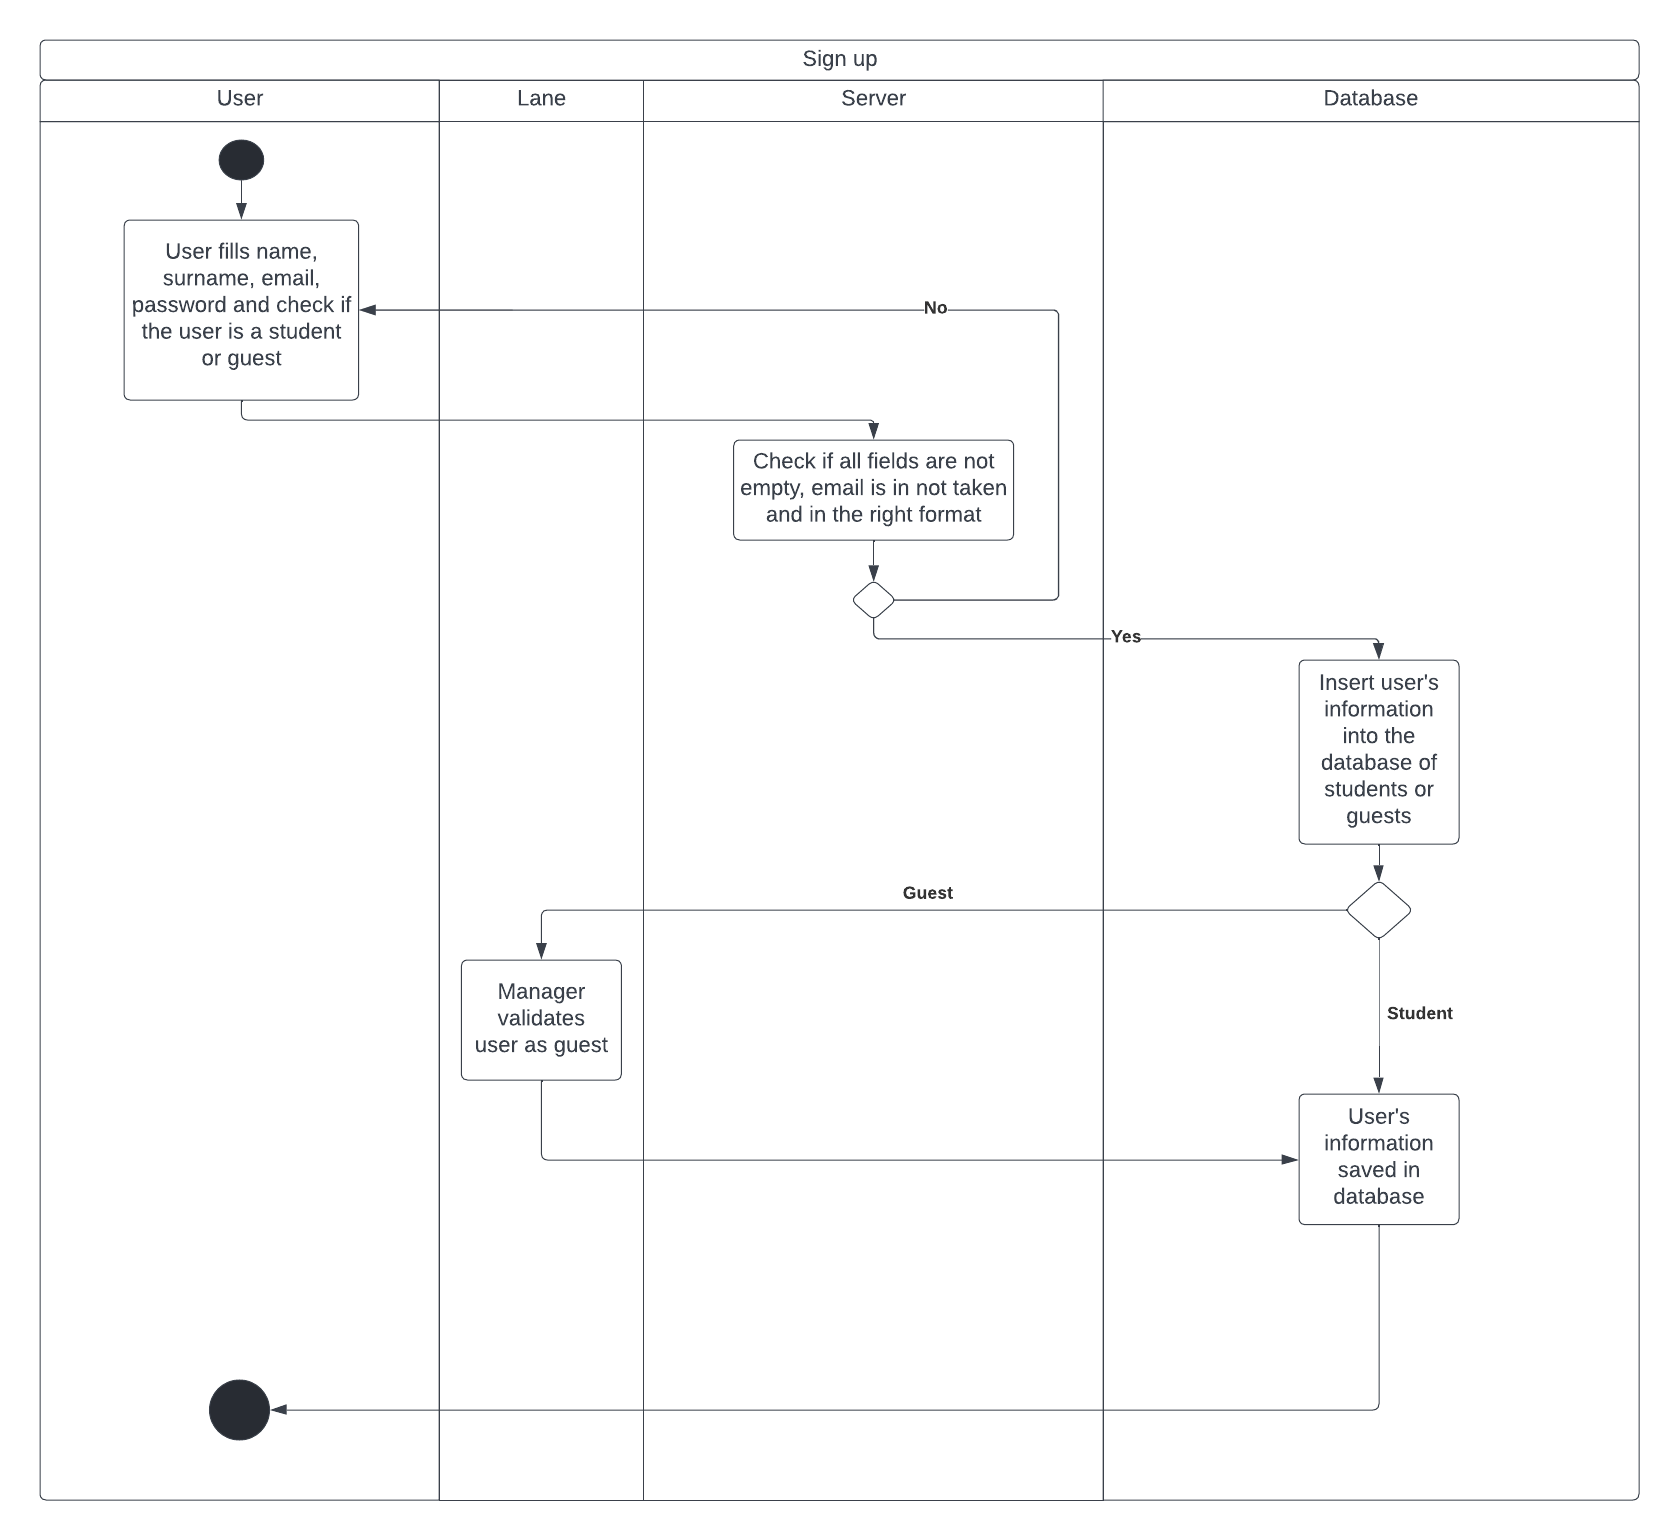 Sign up
User
Lane
Server
Database
User fills name,
surname, email,
password and check if
the user is a student
or guest
No
Check if all fields are not
empty, email is in not taken
and in the right format
Yes
Insert user's
information
into the
database of
students or
guests
Guest
Manager
validates
user as guest
Student
User's
information
saved in
database